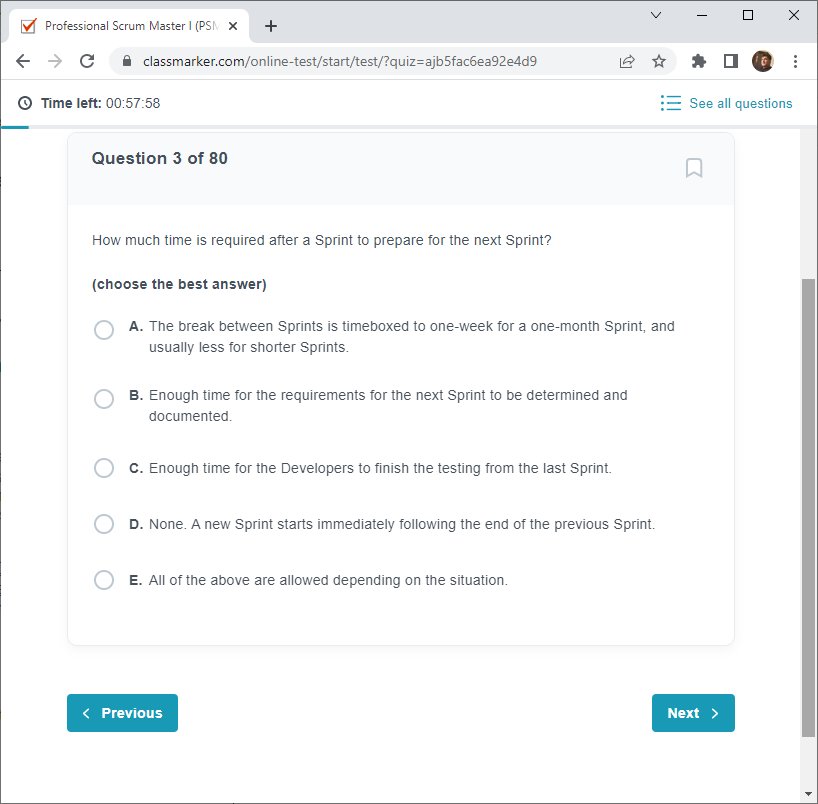 Professional Scrum Master I (PSM
classmarker.com/online-test/start/test/?quiz=ajb5fac6ea92e4d9
Time left: 00:57:58
See all questions
Question 3 of 80
How much time is required after a Sprint to prepare for the next Sprint?
(choose the best answer)
A. The break between Sprints is timeboxed to one-week for a one-month Sprint, and
usually less for shorter Sprints.
B. Enough time for the requirements for the next Sprint to be determined and
documented.
C. Enough time for the Developers to finish the testing from the last Sprint.
D. None. A new Sprint starts immediately following the end of the previous Sprint.
E. All of the above are allowed depending on the situation.
Previous
Next